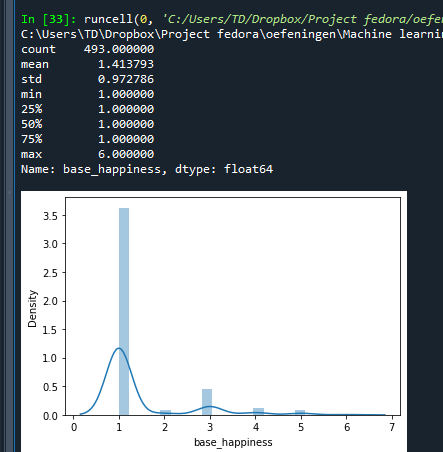 In [33]: runcell(0, 'C:/Users/TD/Dropbox/Project fedora/oefen
C:\Users\TD\Dropbox\Project fedora\oefeningen\Machine learnin
count 493.000000
mean 1.413793
std 0.972786
min 1.000000
25% 1.000000
50% 1.000000
75% 1.000000
max 6.000000
Name: base_happiness, dtype: float64
3.5
3.0
2.5
2.0
1.5
1.0
0.5
0.0
Density
0 1 2 3 4 5 6 7
base_happiness